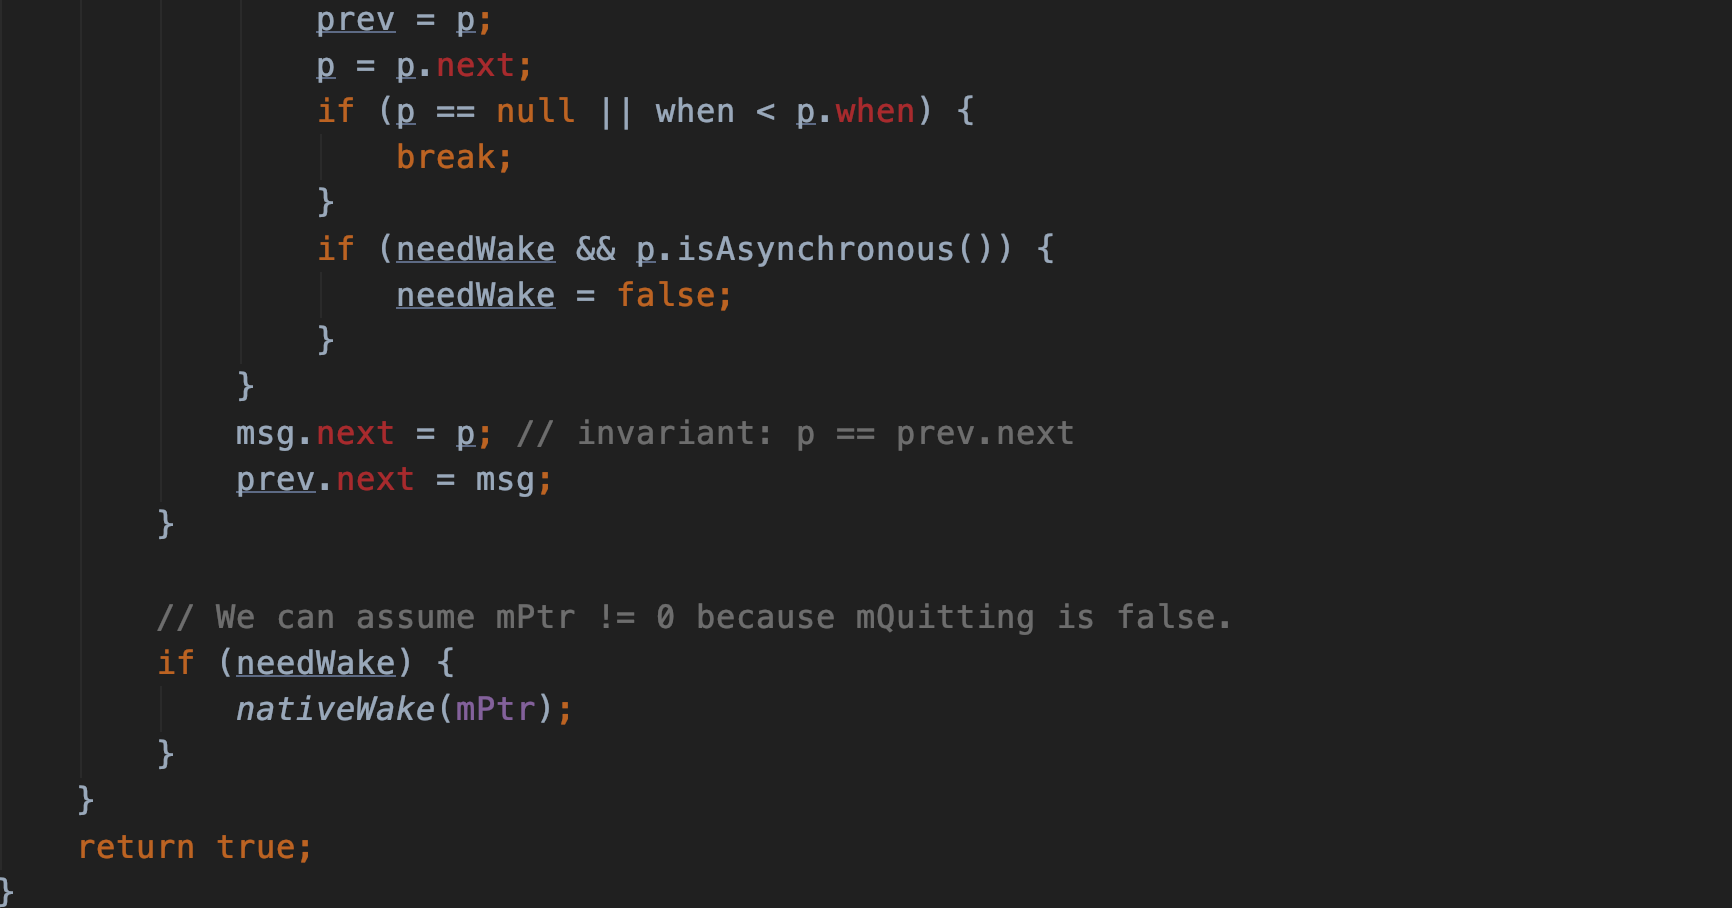 prev = p;
p = p.next;
if (p == null || when < p.when) {
break;
}
if (needWake && p.isAsynchronous()) {
needWake = false;
}
}
msg.next = p; // invariant: p == prev.next
prev.next = msg;
}
// We can assume mPtr != 0 because mQuitting is false.
if (needWake) {
nativeWake(mPtr);
}
}
return true;
}